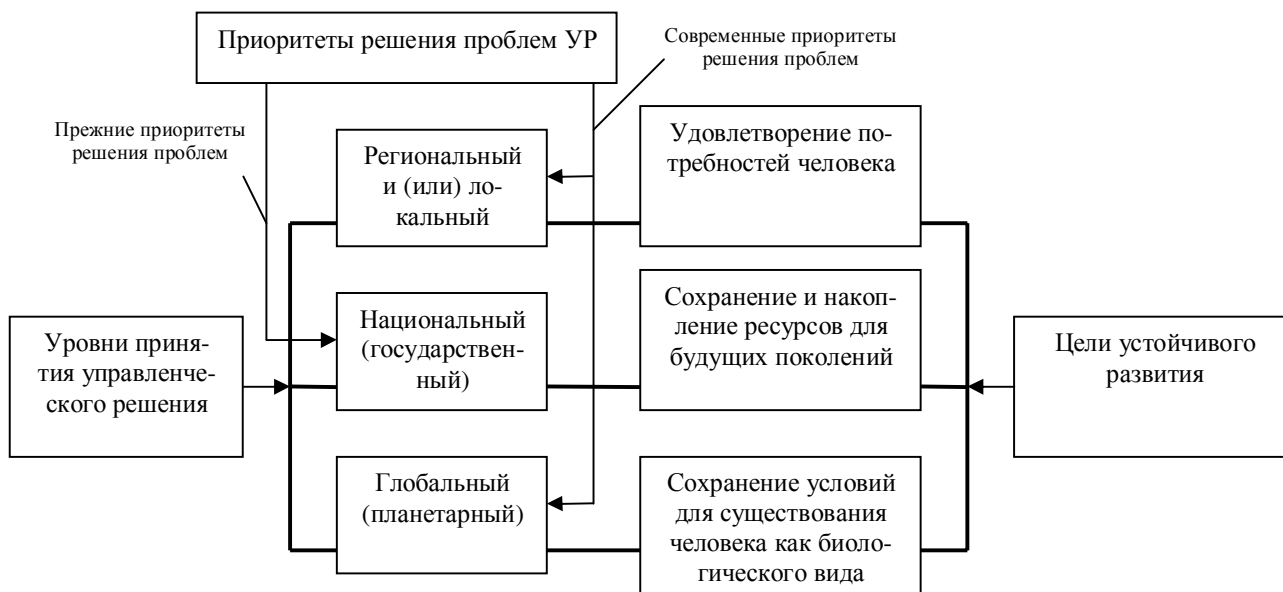 Приоритеты решения проблем УР
Современные приоритеты
решения проблем
Прежние приоритеты
решения проблем
Региональный
и (или) ло-
кальный
Удовлетворение по-
требностей человека
Уровни приня-
тия управленче-
ского решения
Национальный
(государствен-
ный)
Сохранение и накоп-
ление ресурсов для
будущих поколений
Цели устойчивого
развития
Глобальный
(планетарный)
Сохранение условий
для существования
человека как биоло-
гического вида